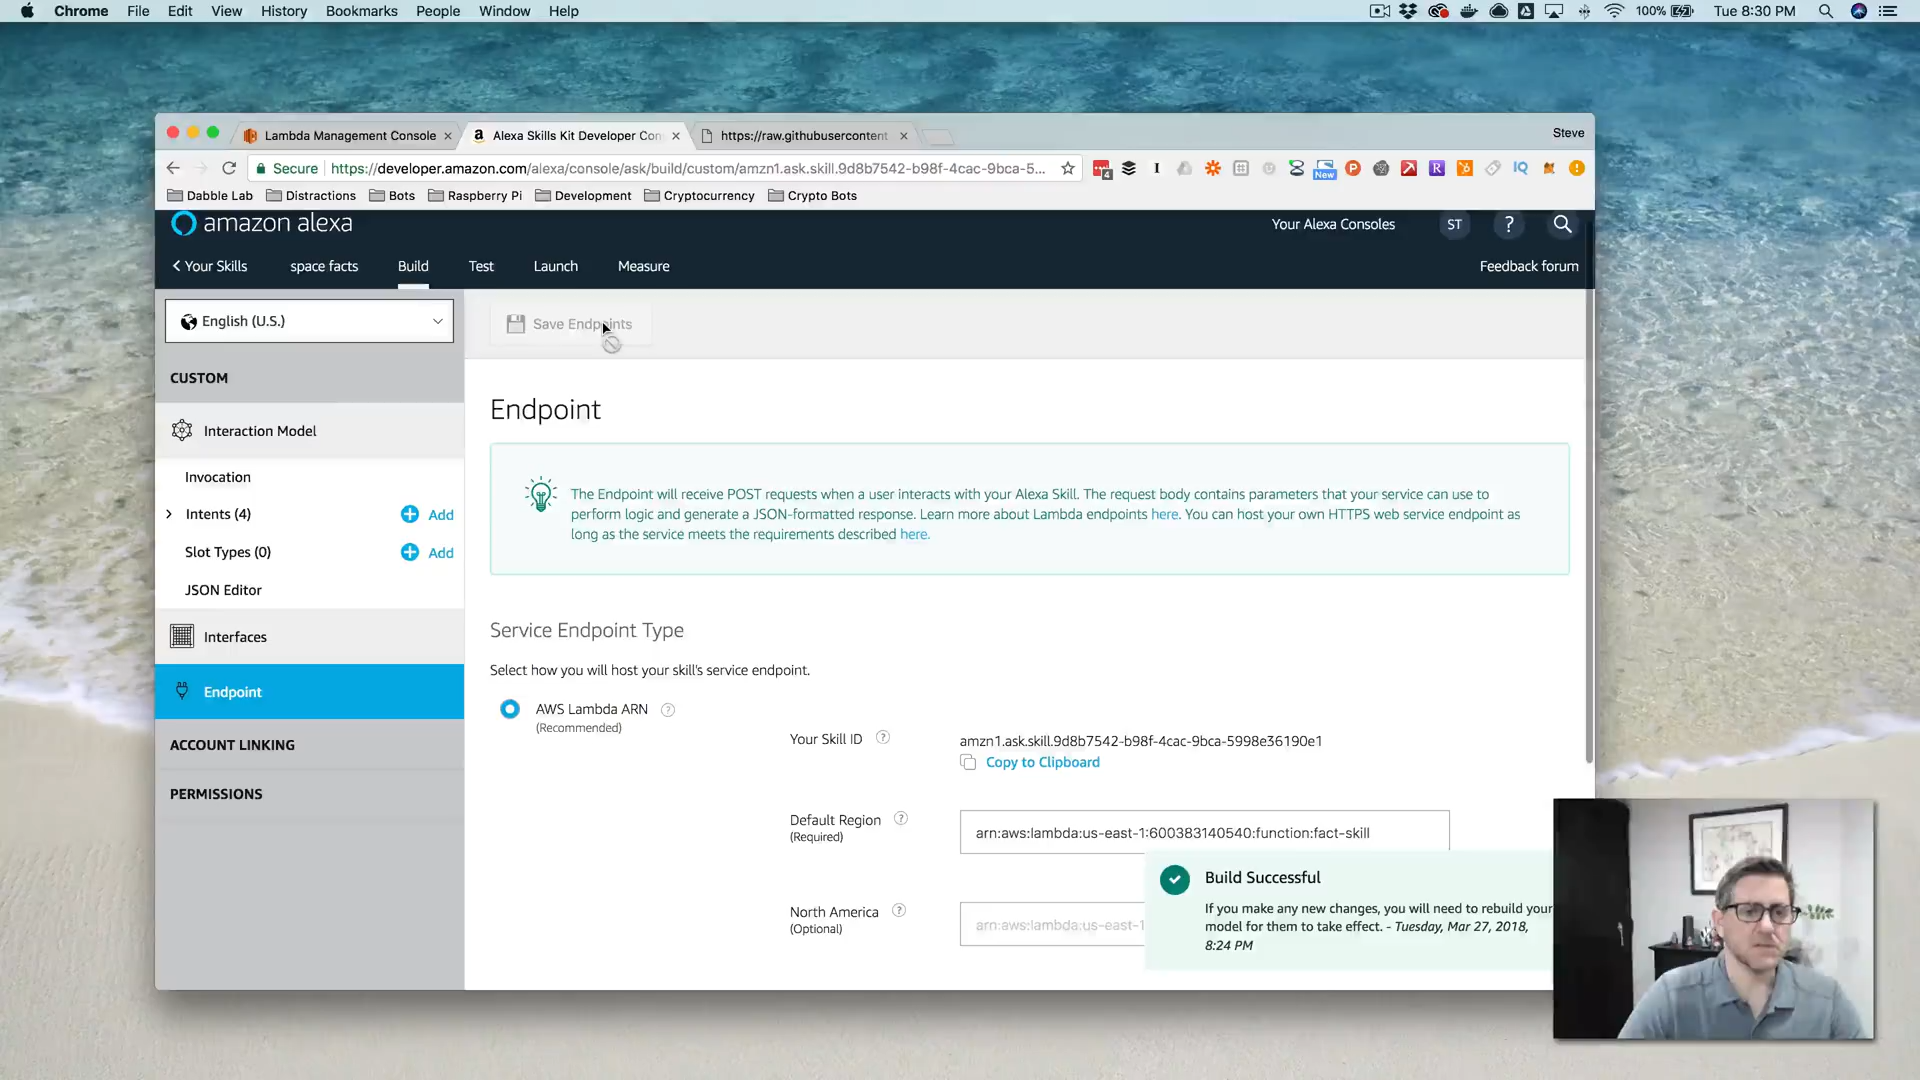 Chrome File Edit View History Bookmarks People Window Help
100% Tue 8:30 PM
Lambda Management Console
Alexa Skills Kit Developer Con
https://raw.githubusercontent
Steve
Secure https://developer.amazon.com/alexa/console/ask/build/custom/amzn1.ask.skill.9d8b7542-b98f-4cac-9bca-5...
4 New
Dabble Lab Distractions Bots Raspberry Pi Development Cryptocurrency Crypto Bots
amazon alexa
Your Alexa Consoles ST ?
Your Skills space facts Build Test Launch Measure Feedback forum
English (U.S.)
Save Endpoints
CUSTOM
Interaction Model
Invocation
Intents (4) Add
Slot Types (0) Add
JSON Editor
Interfaces
Endpoint
ACCOUNT LINKING
PERMISSIONS
Endpoint
The Endpoint will receive POST requests when a user interacts with your Alexa Skill. The request body contains parameters that your service can use to
perform logic and generate a JSON-formatted response. Learn more about Lambda endpoints here. You can host your own HTTPS web service endpoint as
long as the service meets the requirements described here.
Service Endpoint Type
Select how you will host your skill's service endpoint.
AWS Lambda ARN ?
(Recommended)
Your Skill ID ?
amzn1.ask.skill.9d8b7542-b98f-4cac-9bca-5998e36190e1
Copy to Clipboard
Default Region ?
(Required)
arn:aws:lambda:us-east-1:600383140540:function:fact-skill
North America ?
(Optional)
arn:aws:lambda:us-east-1
Build Successful
If you make any new changes, you will need to rebuild your
model for them to take effect. - Tuesday, Mar 27, 2018,
8:24 PM